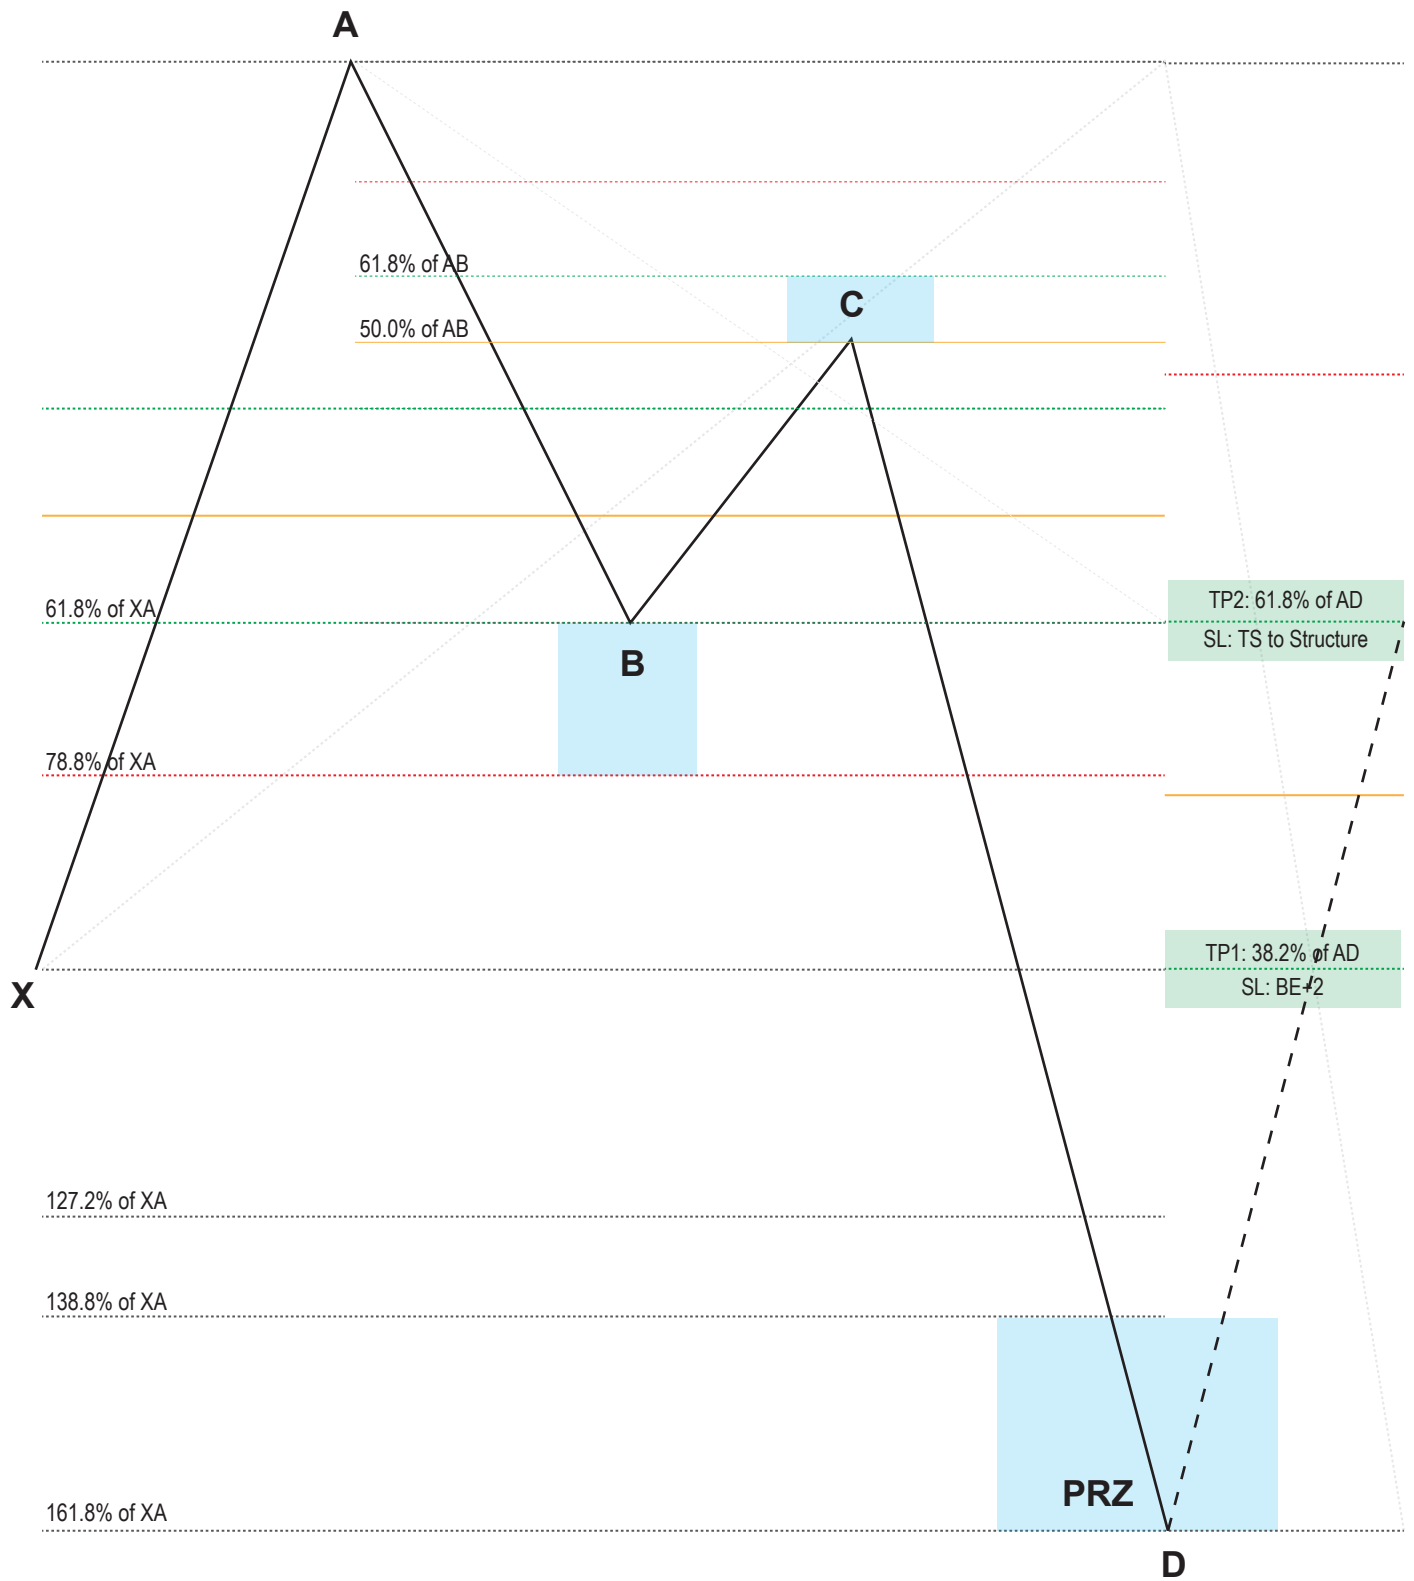 A
61.8% of AB
C
50.0% of AB
TP2: 61.8% of AD
61.8% of XA
SL: TS to Structure
B
78.8% of XA
TP1: 38.2% of AD
SL: BE+2
X
127.2% of XA
138.8% of XA
PRZ
161.8% of XA
D